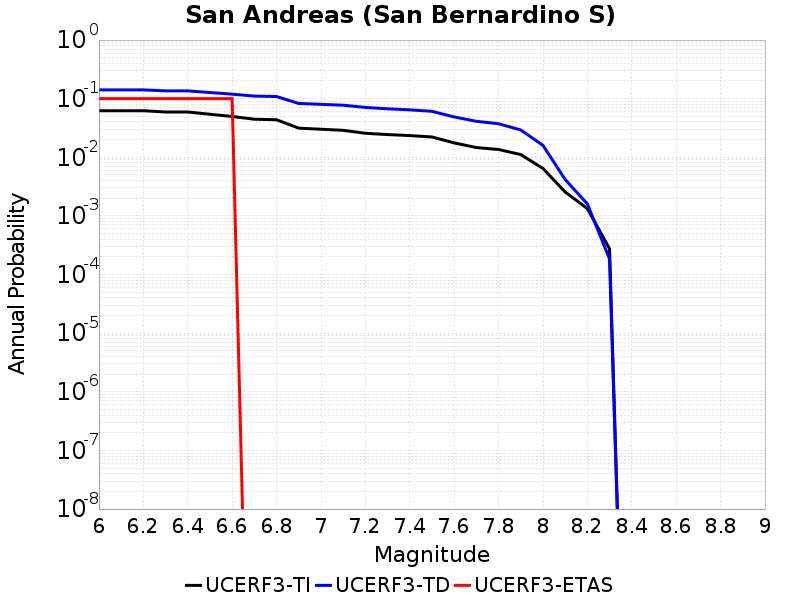 San Andreas (San Bernardino S)
10^0
10^-1
10^-2
10^-3
10^-4
10^-5
10^-6
10^-7
10^-8
Annual Probability
6 6.2 6.4 6.6 6.8 7 7.2 7.4 7.6 7.8 8 8.2 8.4 8.6 8.8 9
Magnitude
UCERF3-TI UCERF3-TD UCERF3-ETAS